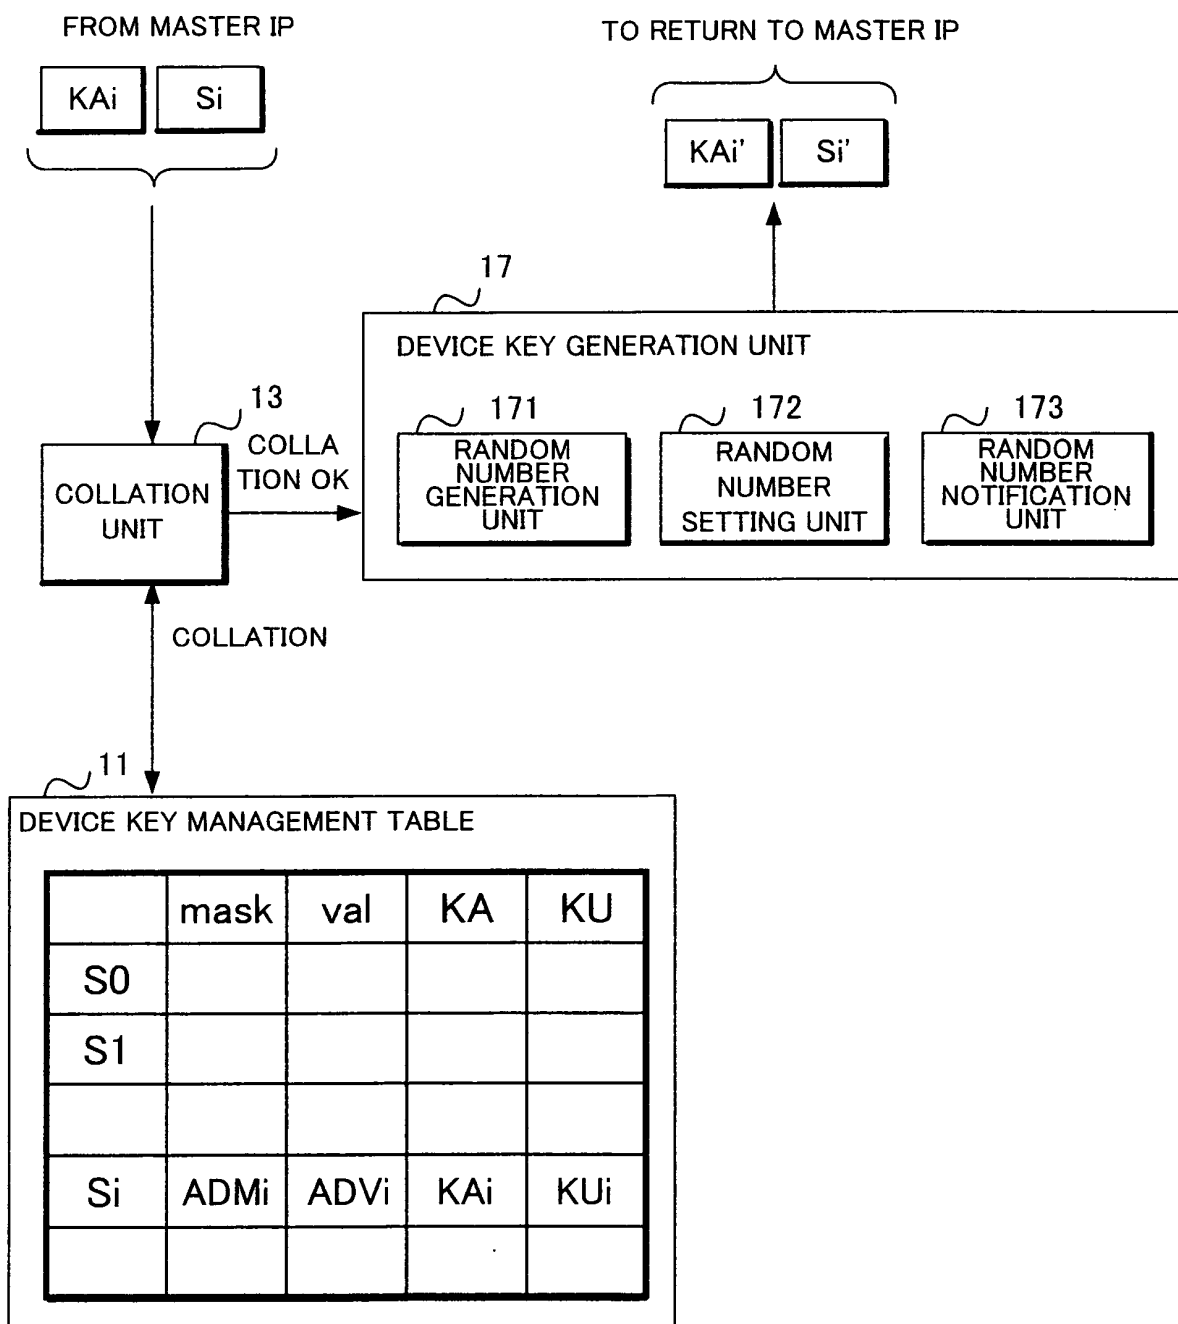 FROM MASTER IP
TO RETURN TO MASTER IP
KAi
Si
KAi'
Si'
17
DEVICE KEY GENERATION UNIT
13
COLLA
TION OK
171
172
173
RANDOM
NUMBER
GENERATION
UNIT
RANDOM
NUMBER
SETTING UNIT
RANDOM
NUMBER
NOTIFICATION
UNIT
COLLATION
UNIT
COLLATION
11
DEVICE KEY MANAGEMENT TABLE
mask val KA KU
S0
S1
Si ADMi ADVi KAi KUi